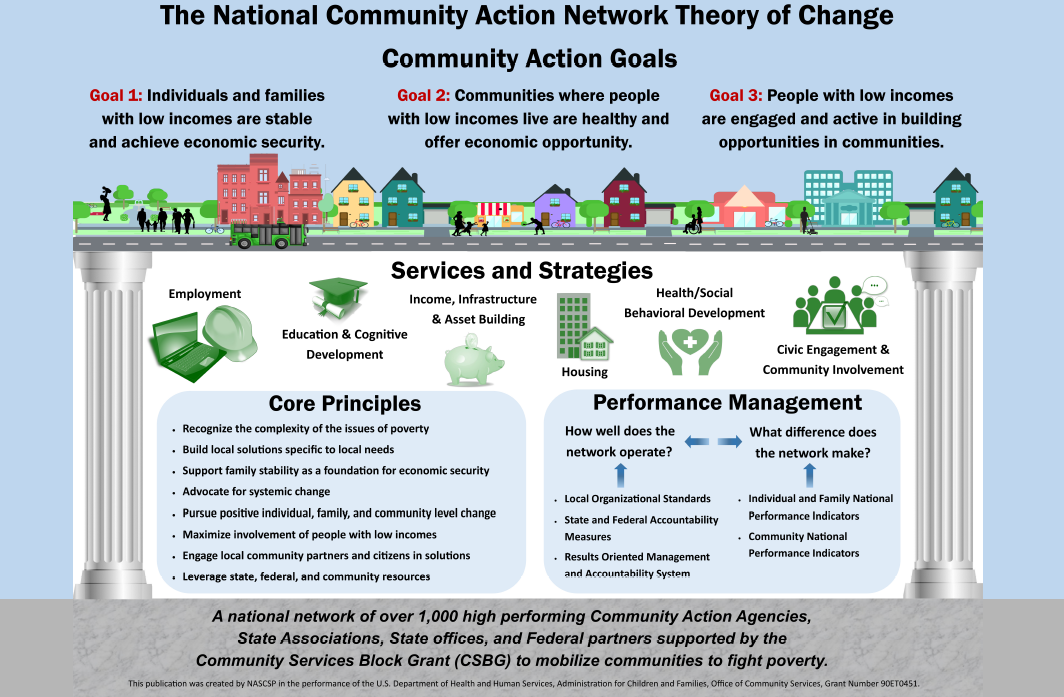 The National Community Action Network Theory of Change
Community Action Goals
Goal 1: Individuals and families
with low incomes are stable
and achieve economic security.
Goal 2: Communities where people
with low incomes live are healthy and
offer economic opportunity.
Goal 3: People with low incomes
are engaged and active in building
opportunities in communities.
Services and Strategies
Employment
Education & Cognitive
Development
Income, Infrastructure
& Asset Building
Housing
Health/Social
Behavioral Development
Civic Engagement &
Community Involvement
Core Principles
• Recognize the complexity of the issues of poverty
• Build local solutions specific to local needs
• Support family stability as a foundation for economic security
• Advocate for systemic change
• Pursue positive individual, family, and community level change
• Maximize involvement of people with low incomes
• Engage local community partners and citizens in solutions
• Leverage state, federal, and community resources
Performance Management
How well does the
network operate?
• Local Organizational Standards
• State and Federal Accountability
Measures
• Results Oriented Management
and Accountability System
What difference does
the network make?
• Individual and Family National
Performance Indicators
• Community National
Performance Indicators
A national network of over 1,000 high performing Community Action Agencies,
State Associations, State offices, and Federal partners supported by the
Community Services Block Grant (CSBG) to mobilize communities to fight poverty.
This publication was created by NASCSP in the performance of the U.S. Department of Health and Human Services, Administration for Children and Families, Office of Community Services, Grant Number 90ET0451.